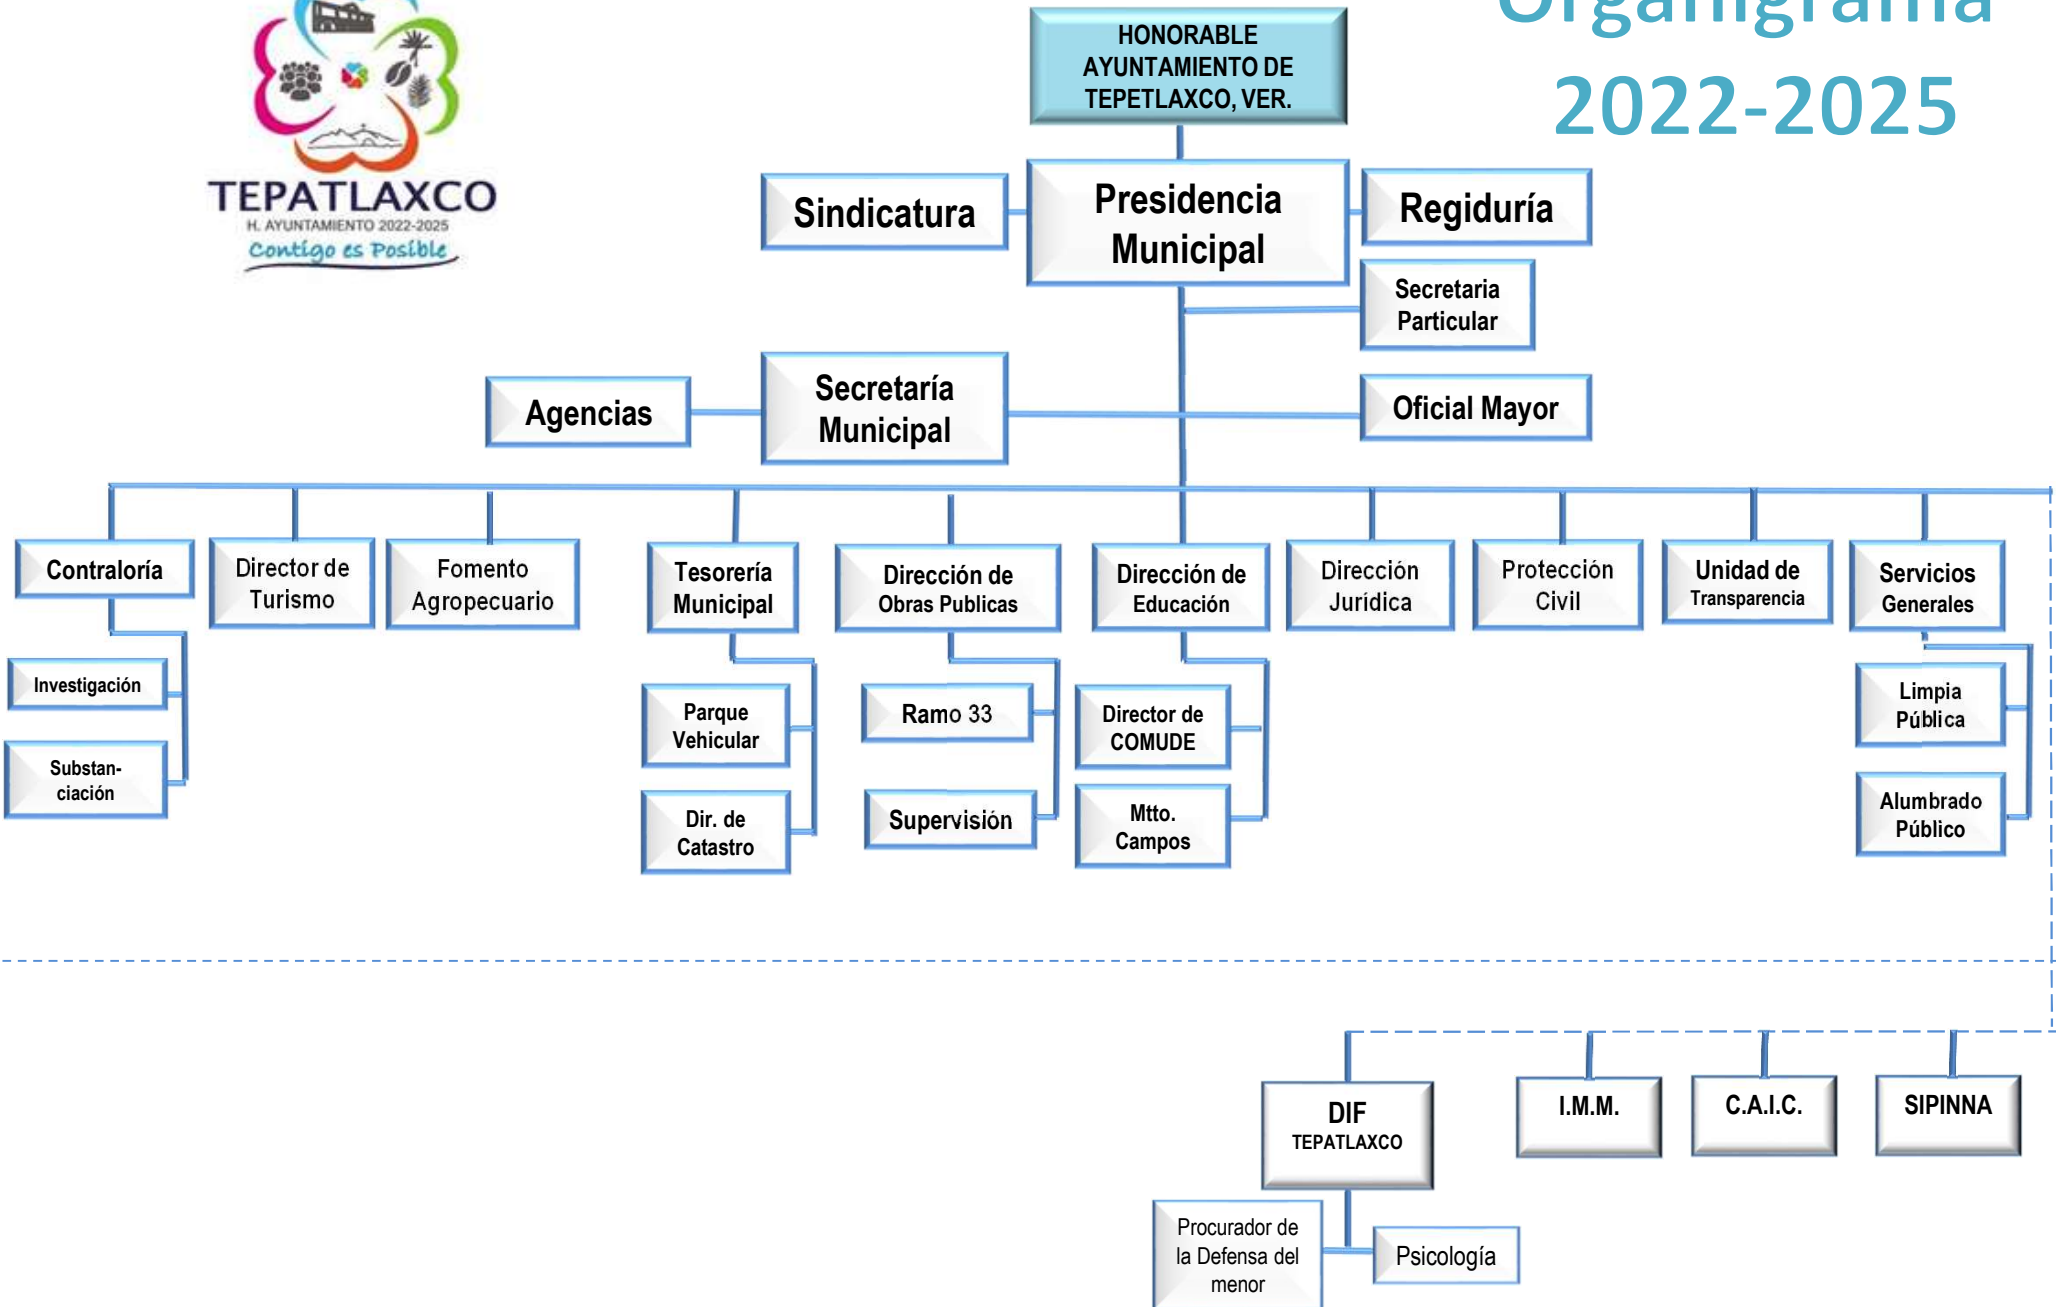 Organigrama
2022-2025
TEPATLAXCO
H. AYUNTAMIENTO 2022-2025
Contigo es Posible
HONORABLE
AYUNTAMIENTO DE
TEPETLAXCO, VER.
Sindicatura
Presidencia
Municipal
Regiduría
Secretaria
Particular
Agencias
Secretaría
Municipal
Oficial Mayor
Contraloría
Director de
Turismo
Fomento
Agropecuario
Tesorería
Municipal
Dirección de
Obras Publicas
Dirección de
Educación
Dirección
Jurídica
Protección
Civil
Unidad de
Transparencia
Servicios
Generales
Investigación
Substan-
ciación
Parque
Vehicular
Dir. de
Catastro
Ramo 33
Supervisión
Director de
COMUDE
Mtto.
Campos
Limpia
Pública
Alumbrado
Público
DIF
TEPATLAXCO
I.M.M.
C.A.I.C.
SIPINNA
Procurador de
la Defensa del
menor
Psicología